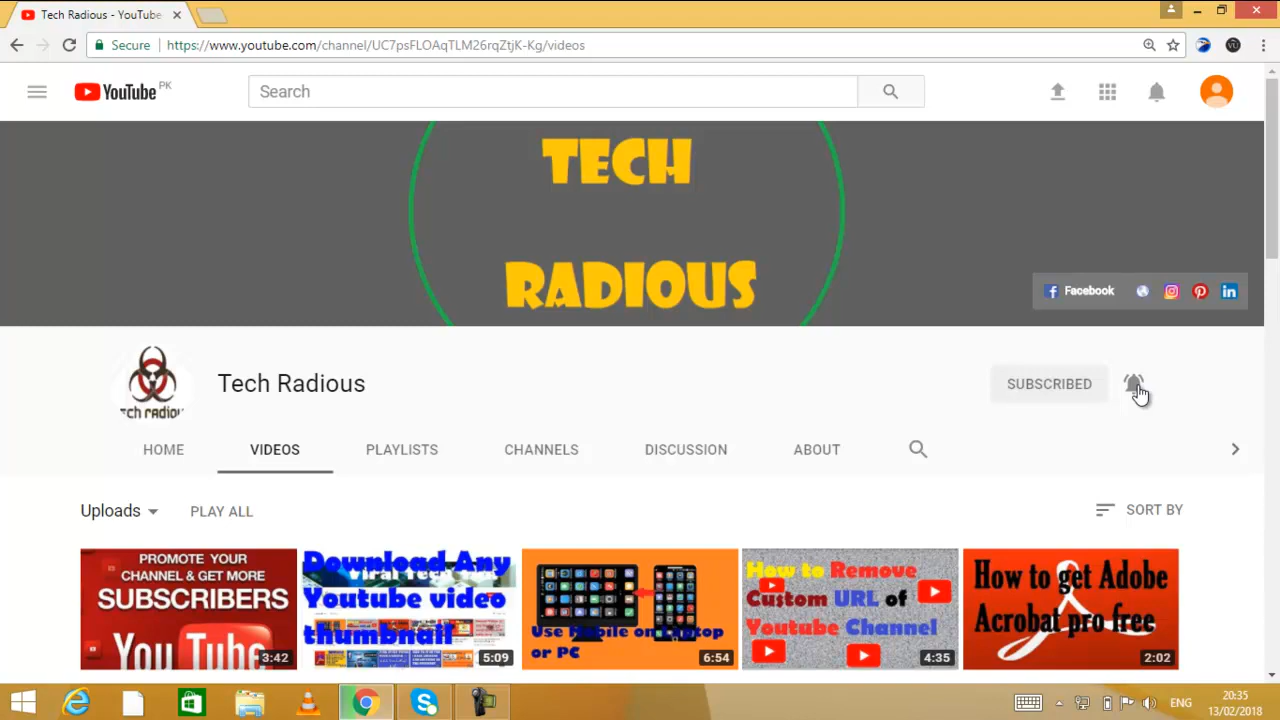 Tech Radious - YouTube
Secure
https://www.youtube.com/channel/UC7psFLOAqTLM26rqZtjK-Kg/videos
YouTube PK
Search
TECH
RADIOUS
Facebook
Tech Radious
SUBSCRIBED
HOME
VIDEOS
PLAYLISTS
CHANNELS
DISCUSSION
ABOUT
Uploads
PLAY ALL
SORT BY
PROMOTE YOUR
CHANNEL & GET MORE
SUBSCRIBERS
YouTube
3:42
Download Any
Youtube video
thumbnail
5:09
Use Mobile on Laptop
or PC
6:54
How to Remove
Custom URL of
Youtube Channel
4:35
How to get Adobe
Acrobat pro free
2:02
ENG
20:35
13/02/2018